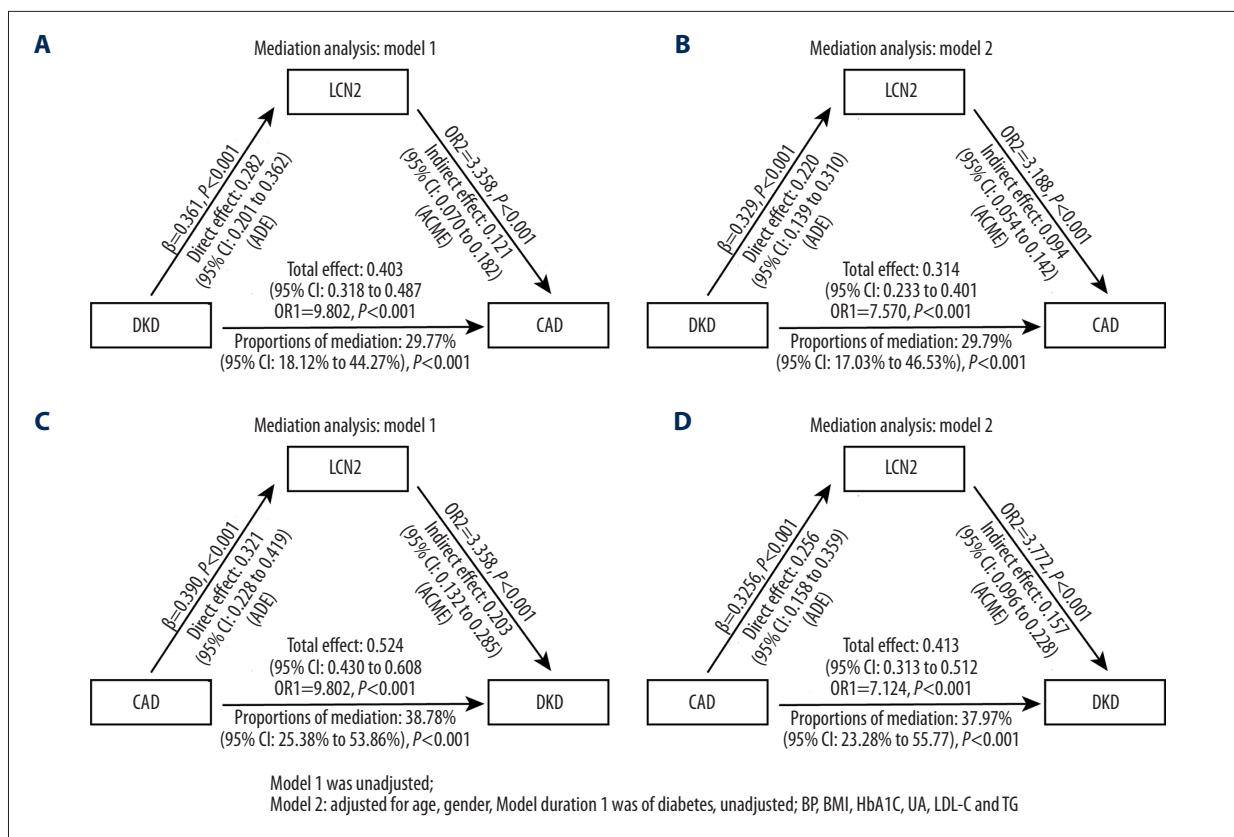 A
Mediation analysis: model 1
LCN2
β=0.361, P<0.001
Direct effect: 0.282
(95% CI: 0.201 to 0.362)
(ADE)
OR2=3.358, P<0.001
Indirect effect: 0.121
(95% CI: 0.070 to 0.182)
(ACME)
Total effect: 0.403
(95% CI: 0.318 to 0.487
OR1=9.802, P<0.001
DKD
CAD
Proportions of mediation: 29.77%
(95% CI: 18.12% to 44.27%), P<0.001
B
Mediation analysis: model 2
LCN2
β=0.329, P<0.001
Direct effect: 0.220
(95% CI: 0.139 to 0.310)
(ADE)
OR2=3.188, P<0.001
Indirect effect: 0.094
(95% CI: 0.054 to 0.142)
(ACME)
Total effect: 0.314
(95% CI: 0.233 to 0.401
OR1=7.570, P<0.001
DKD
CAD
Proportions of mediation: 29.79%
(95% CI: 17.03% to 46.53%), P<0.001
C
Mediation analysis: model 1
LCN2
β=0.390, P<0.001
Direct effect: 0.321
(95% CI: 0.228 to 0.419)
(ADE)
OR2=3.358, P<0.001
Indirect effect: 0.203
(95% CI: 0.132 to 0.285)
(ACME)
Total effect: 0.524
(95% CI: 0.430 to 0.608
OR1=9.802, P<0.001
CAD
DKD
Proportions of mediation: 38.78%
(95% CI: 25.38% to 53.86%), P<0.001
D
Mediation analysis: model 2
LCN2
β=0.3256, P<0.001
Direct effect: 0.256
(95% CI: 0.158 to 0.359)
(ADE)
OR2=3.772, P<0.001
Indirect effect: 0.157
(95% CI: 0.096 to 0.228)
(ACME)
Total effect: 0.413
(95% CI: 0.313 to 0.512
OR1=7.124, P<0.001
CAD
DKD
Proportions of mediation: 37.97%
(95% CI: 23.28% to 55.77), P<0.001
Model 1 was unadjusted;
Model 2: adjusted for age, gender, Model duration 1 was of diabetes, unadjusted; BP, BMI, HbA1C, UA, LDL-C and TG